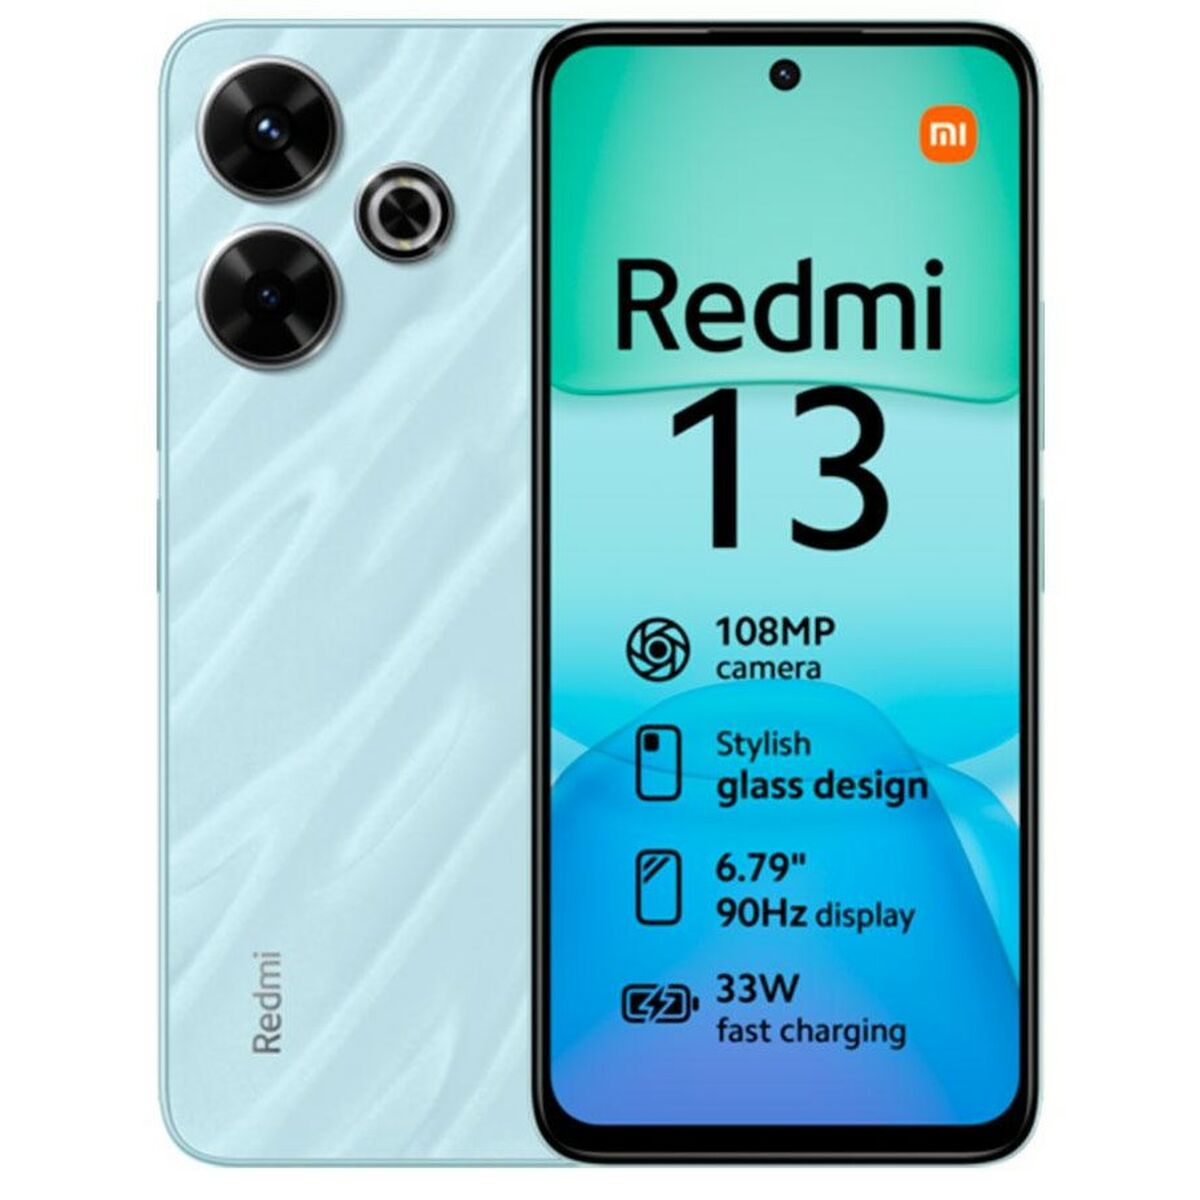 mi
Redmi
13
108MP
camera
Stylish
glass design
6.79"
90Hz display
33W
fast charging
Redmi